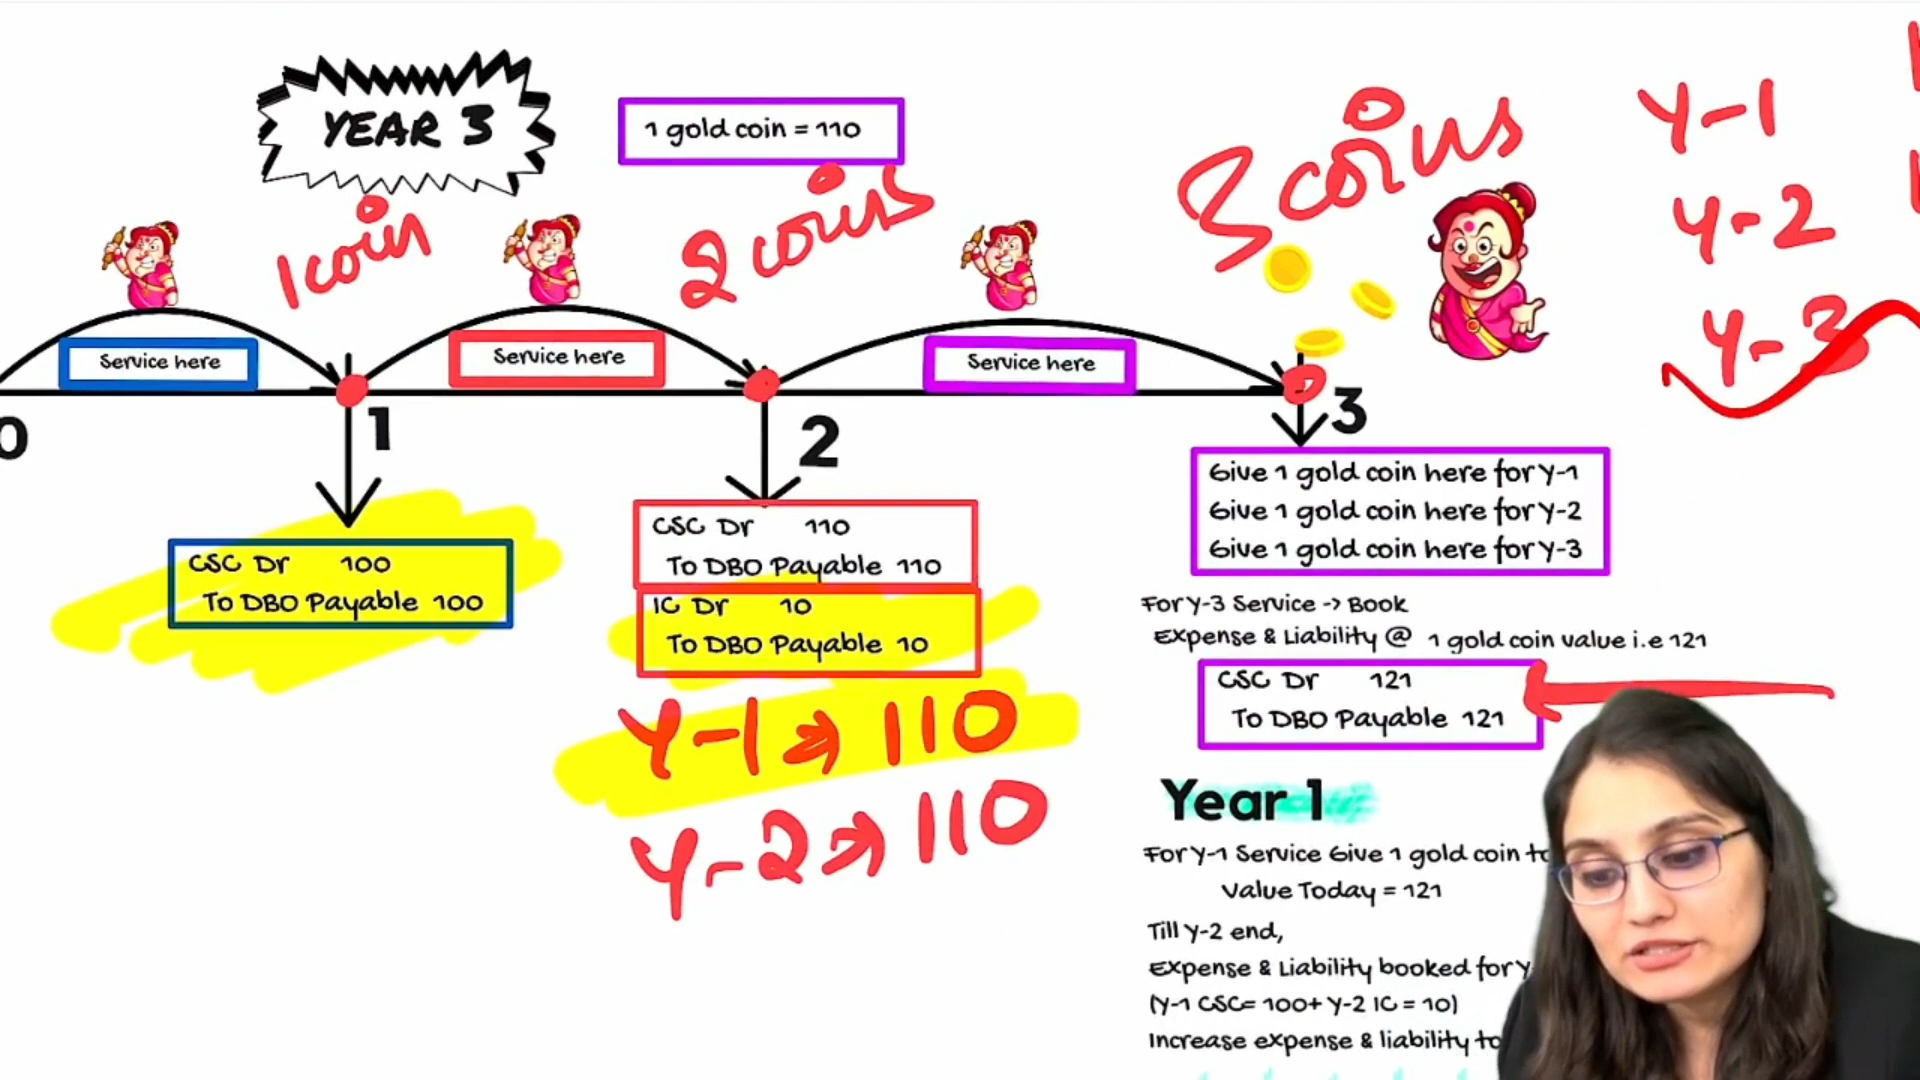 YEAR 3
1 gold coin = 110
3 coins
Y-1
Y-2
Y-3
1 coin
2 coins
Service here
Service here
Service here
0
1
2
3
CSC Dr 100
To DBO Payable 100
CSC Dr 110
To DBO Payable 110
IC Dr 10
To DBO Payable 10
Y-1 ⇒ 110
Y-2 ⇒ 110
Give 1 gold coin here for Y-1
Give 1 gold coin here for Y-2
Give 1 gold coin here for Y-3
For Y-3 Service -> Book
Expense & Liability @ 1 gold coin value i.e 121
CSC Dr 121
To DBO Payable 121
Year 1
For Y-1 Service Give 1 gold coin
Value Today = 121
Till Y-2 end,
Expense & Liability booked for
(Y-1 CSC= 100+ Y-2 IC = 10)
Increase expense & liability to